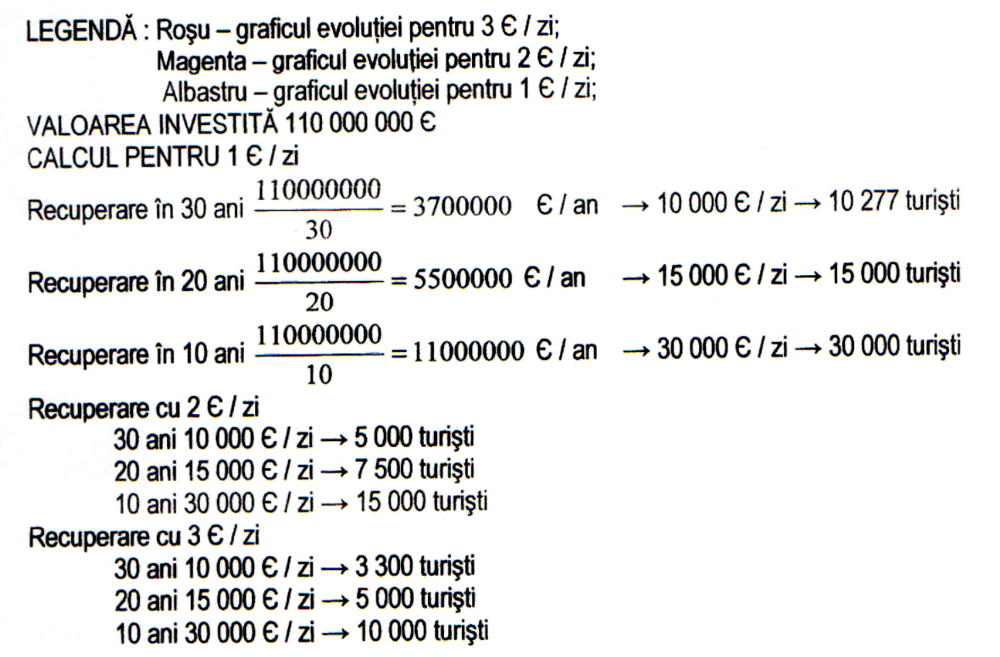 LEGENDĂ : Roşu – graficul evoluţiei pentru 3 Є / zi;
Magenta – graficul evoluţiei pentru 2 Є / zi;
Albastru – graficul evoluţiei pentru 1 Є / zi;
VALOAREA INVESTITĂ 110 000 000 Є
CALCUL PENTRU 1 Є / zi
Recuperare în 30 ani 110000000/30 = 3700000 Є / an → 10 000 Є / zi → 10 277 turişti
Recuperare în 20 ani 110000000/20 = 5500000 Є / an → 15 000 Є / zi → 15 000 turişti
Recuperare în 10 ani 110000000/10 = 11000000 Є / an → 30 000 Є / zi → 30 000 turişti
Recuperare cu 2 Є / zi
30 ani 10 000 Є / zi → 5 000 turişti
20 ani 15 000 Є / zi → 7 500 turişti
10 ani 30 000 Є / zi → 15 000 turişti
Recuperare cu 3 Є / zi
30 ani 10 000 Є / zi → 3 300 turişti
20 ani 15 000 Є / zi → 5 000 turişti
10 ani 30 000 Є / zi → 10 000 turişti